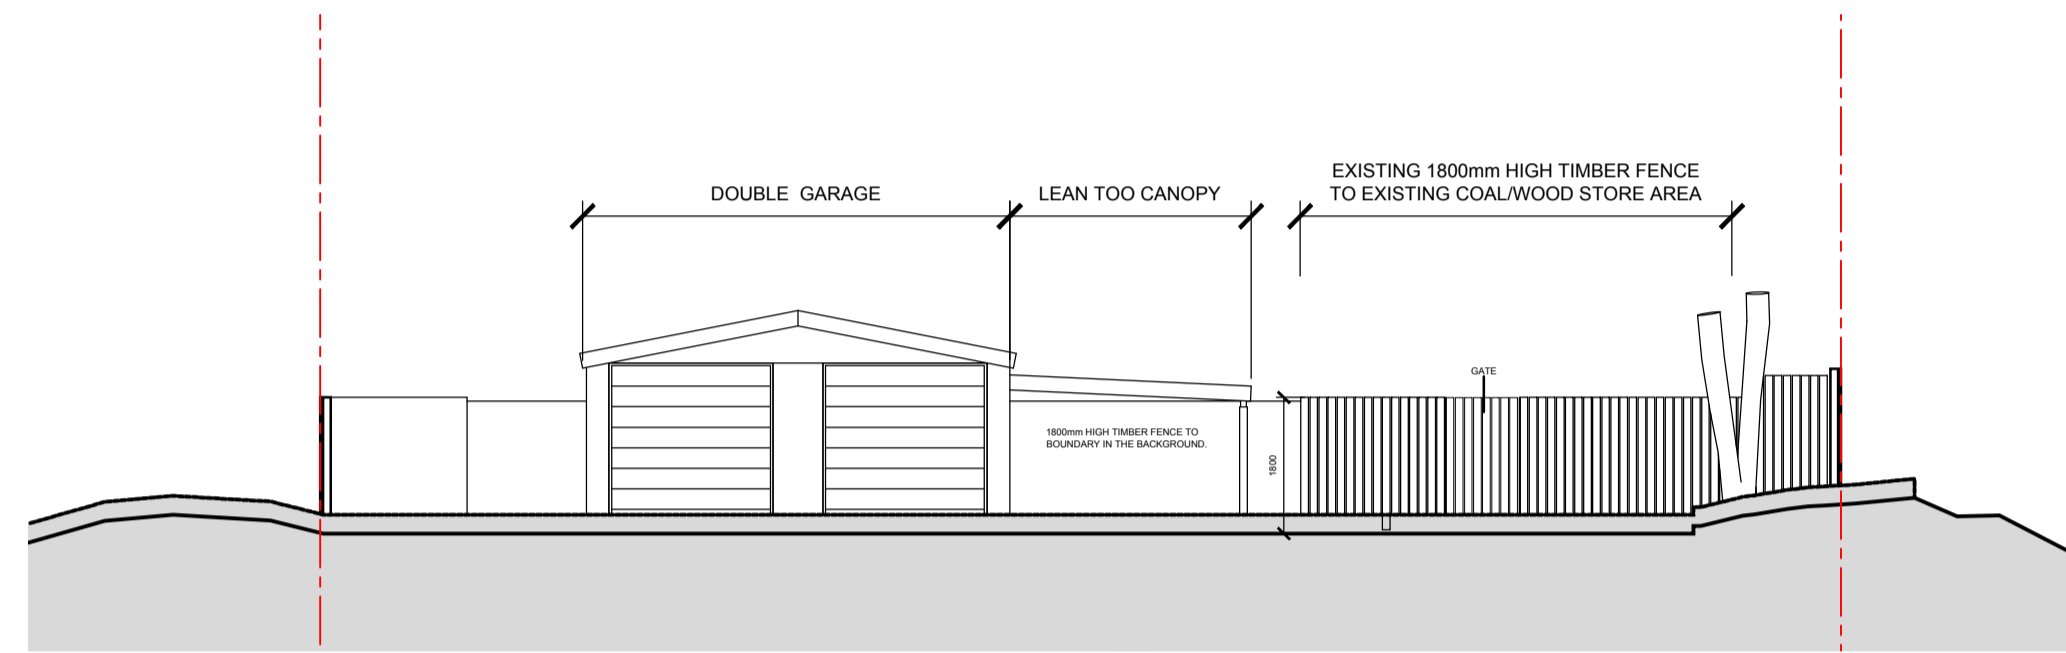 DOUBLE GARAGE
LEAN TOO CANOPY
EXISTING 1800mm HIGH TIMBER FENCE
TO EXISTING COAL/WOOD STORE AREA
GATE
1800mm HIGH TIMBER FENCE TO
BOUNDARY IN THE BACKGROUND.
1800